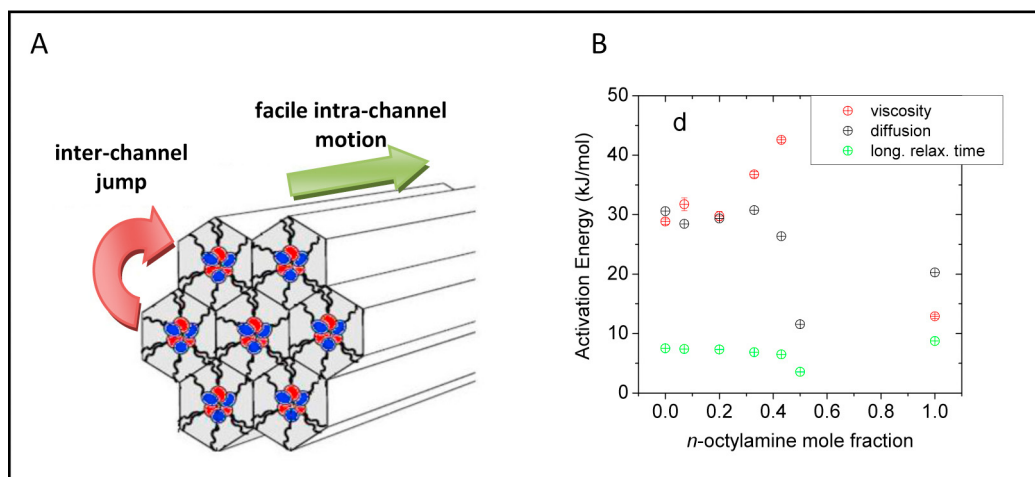 A
facile intra-channel
motion
inter-channel
jump
B
d
viscosity
diffusion
long. relax. time
50
40
30
20
10
0
Activation Energy (kJ/mol)
0.0 0.2 0.4 0.6 0.8 1.0
n-octylamine mole fraction